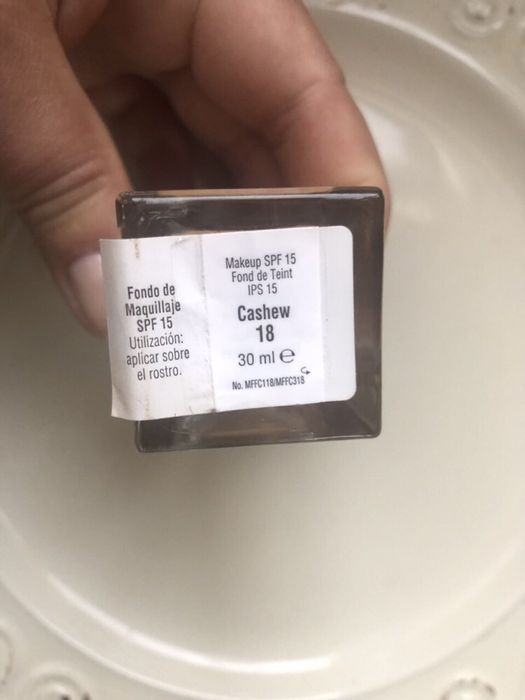 Fondo de
Maquillaje
SPF 15
Utilización:
aplicar sobre
el rostro.
Makeup SPF 15
Fond de Teint
IPS 15
Cashew
18
30 ml ℮
No. MFFC118/MFFC318